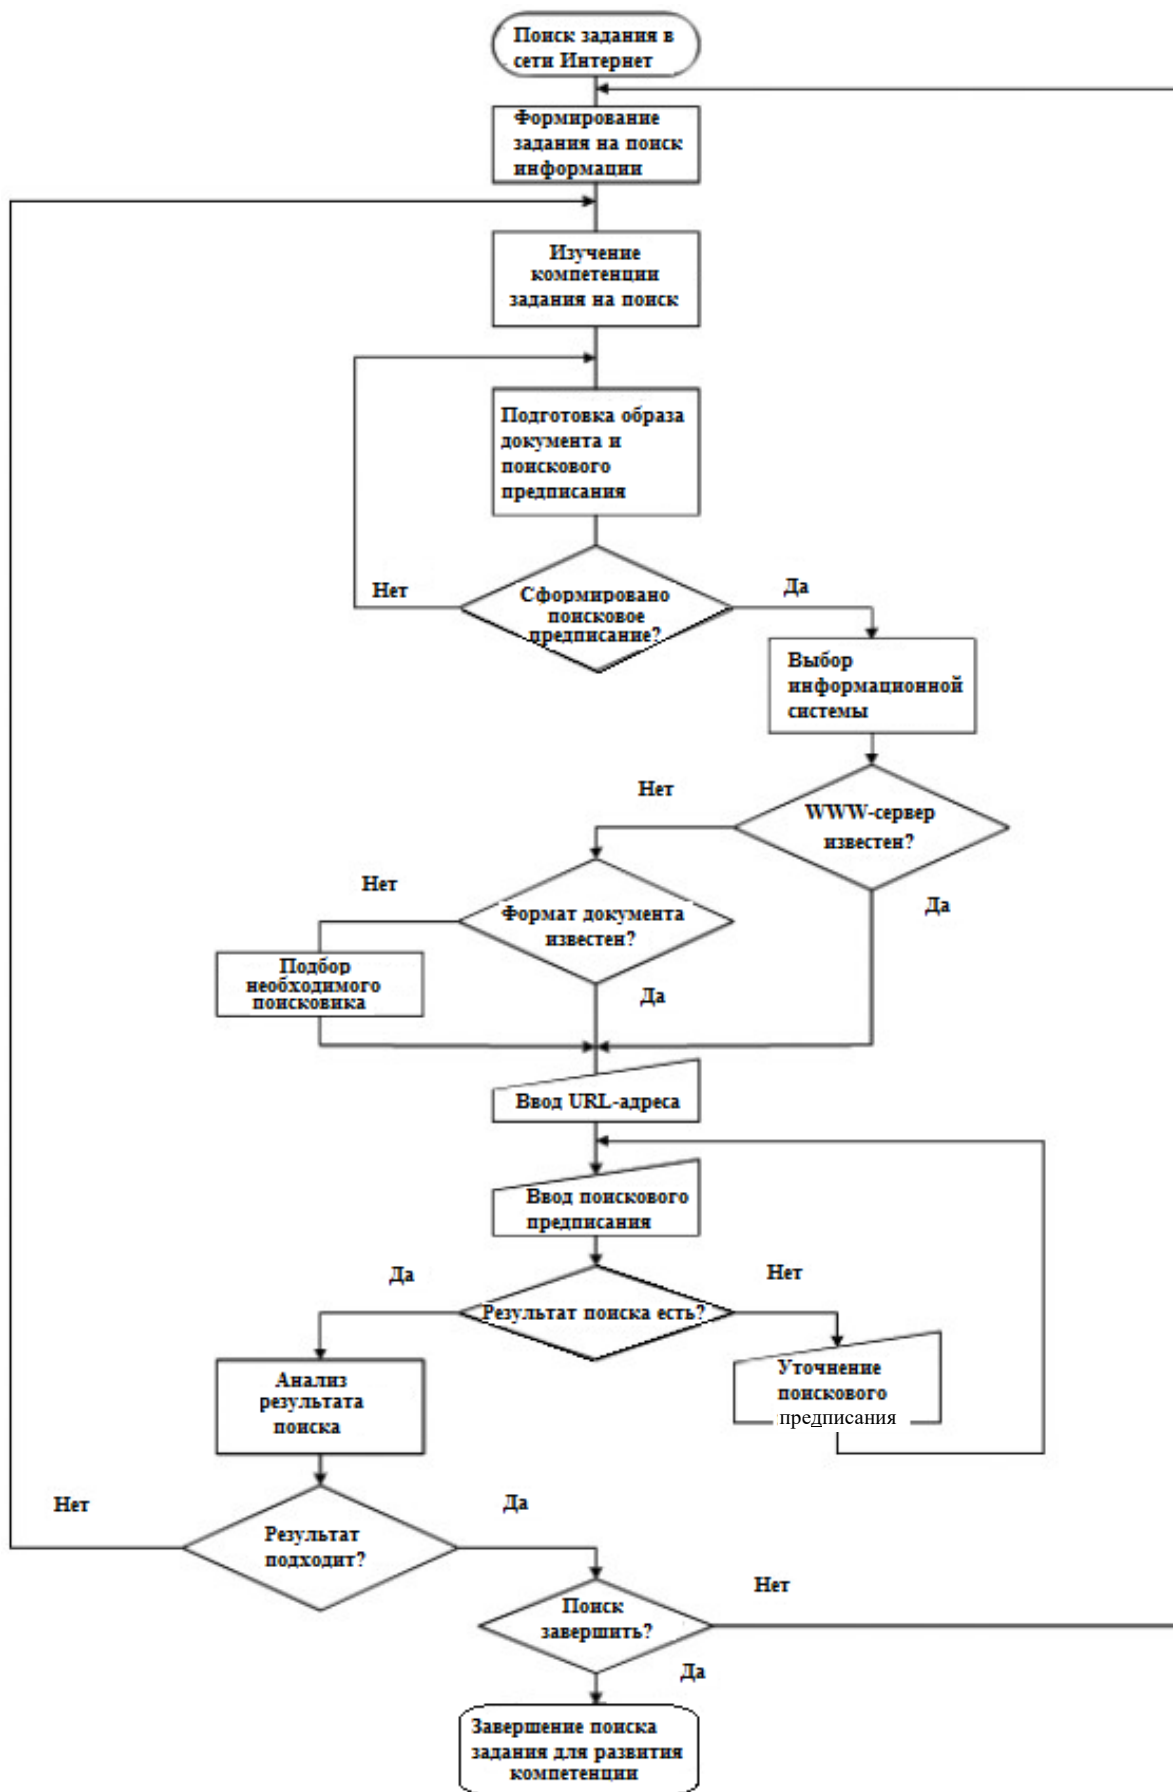 Поиск задания в
сети Интернет
Формирование
задания на поиск
информации
Изучение
компетенции
задания на поиск
Подготовка образа
документа и
поискового
предписания
Нет
Да
Сформировано
поисковое
предписание?
Выбор
информационной
системы
Нет
WWW-сервер
известен?
Нет
Да
Формат документа
известен?
Подбор
необходимого
поисковика
Да
Ввод URL-адреса
Ввод поискового
предписания
Да
Нет
Результат поиска есть?
Уточнение
поискового
предписания
Анализ
результата
поиска
Нет
Да
Результат
подходит?
Нет
Поиск
завершить?
Да
Завершение поиска
задания для развития
компетенции